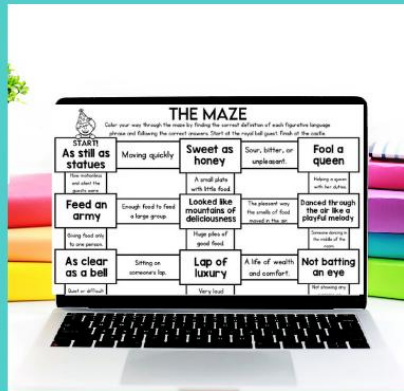 THE MAZE
Color your way through the maze by finding the correct definition of each figurative language
phrase and following the correct answers. Start at the royal ball guest. Finish at the castle.
START!
As still as
statues
Moving quickly
Sweet as
honey
Sour, bitter, or
unpleasant.
Fool a
queen
How motionless
and silent the
guests were.
A small plate
with little food.
Helping a queen
with her duties.
Feed an
army
Enough food to feed
a large group.
Looked like
mountains of
deliciousness
The pleasant way
the smells of food
moved in the air.
Danced through
the air like a
playful melody
Giving food only
to one person.
Huge piles of
good food.
Someone dancing in
the middle of the
room.
As clear
as a bell
Sitting on
someone's lap.
Lap of
luxury
A life of wealth
and comfort.
Not batting
an eye
Quiet or difficult
Very loud
Not showing any